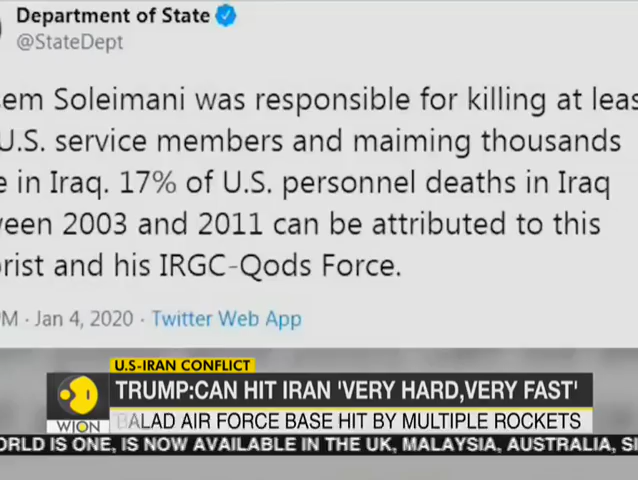 Department of State
@StateDept
em Soleimani was responsible for killing at leas
U.S. service members and maiming thousands
e in Iraq. 17% of U.S. personnel deaths in Iraq
een 2003 and 2011 can be attributed to this
rist and his IRGC-Qods Force.
M · Jan 4, 2020 · Twitter Web App
U.S-IRAN CONFLICT
TRUMP:CAN HIT IRAN 'VERY HARD,VERY FAST'
WION
BALAD AIR FORCE BASE HIT BY MULTIPLE ROCKETS
ORLD IS ONE, IS NOW AVAILABLE IN THE UK, MALAYSIA, AUSTRALIA, SI